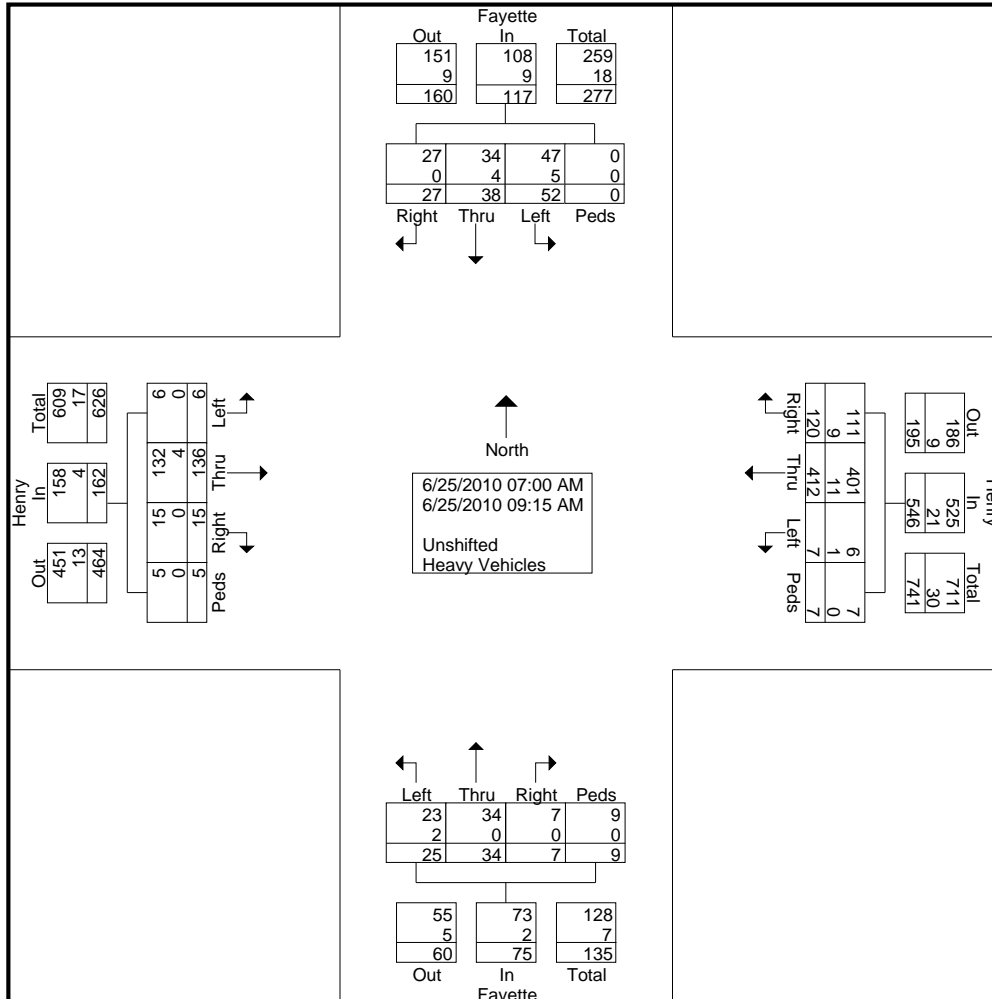 Fayette
Out In Total
151 108 259
9 9 18
160 117 277
27 34 47 0
0 4 5 0
27 38 52 0
Right Thru Left Peds
Henry
Total In Out
609 158 451
17 4 13
626 162 464
6 132 15 5
0 4 0 0
6 136 15 5
Left Thru Right Peds
North
6/25/2010 07:00 AM
6/25/2010 09:15 AM
Unshifted
Heavy Vehicles
Right Thru Left Peds
111 401 6 7
9 11 1 0
120 412 7 7
Out In Total
186 525 711
9 21 30
195 546 741
Henry
Left Thru Right Peds
23 34 7 9
2 0 0 0
25 34 7 9
55 73 128
5 2 7
60 75 135
Out In Total
Fayette